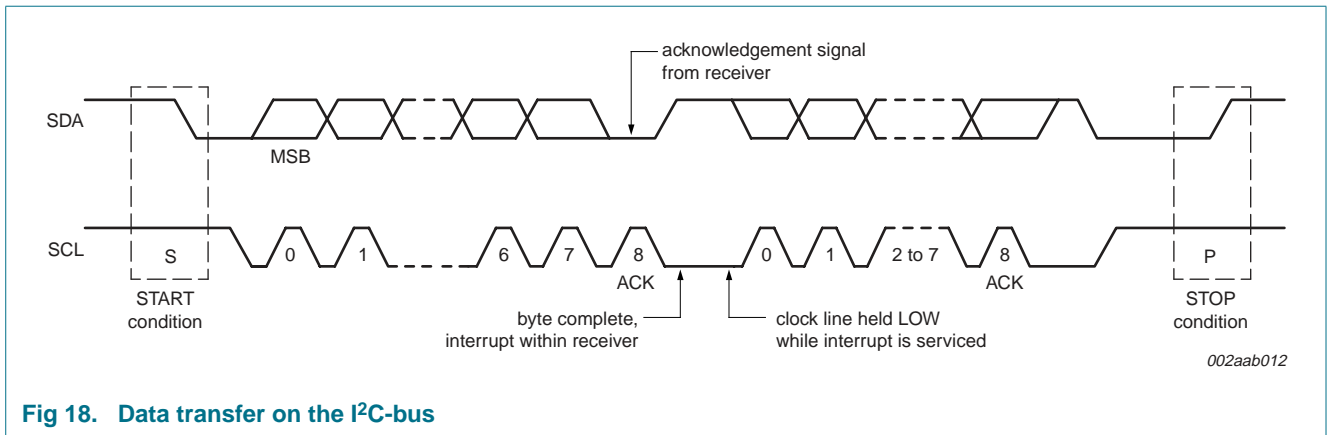 acknowledgement signal
from receiver
SDA
MSB
SCL
S
0
1
6
7
8
0
1
2 to 7
8
P
ACK
ACK
START
condition
byte complete,
interrupt within receiver
clock line held LOW
while interrupt is serviced
STOP
condition
002aab012
Fig 18. Data transfer on the I²C-bus